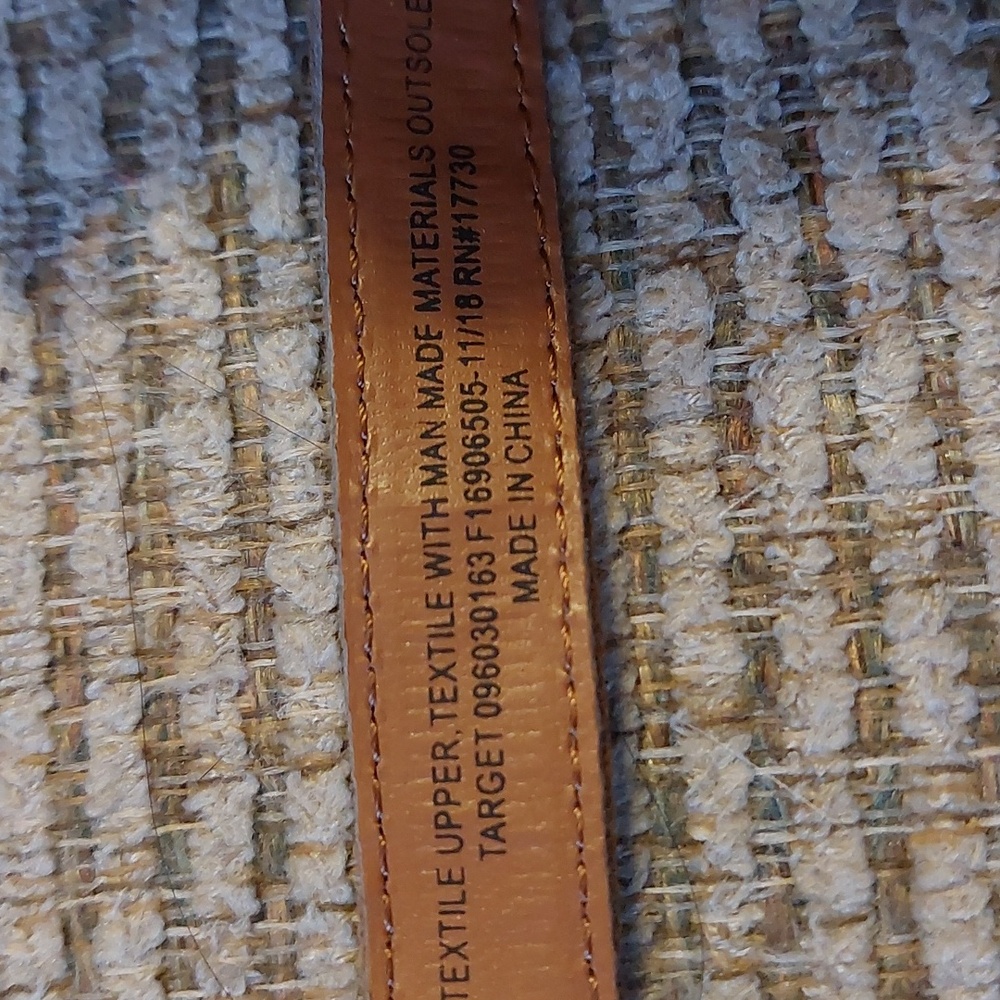 TEXTILE UPPER, TEXTILE WITH MAN MADE MATERIALS OUTSOLE
TARGET 096030163 F16906505-11/18 RN#17730
MADE IN CHINA